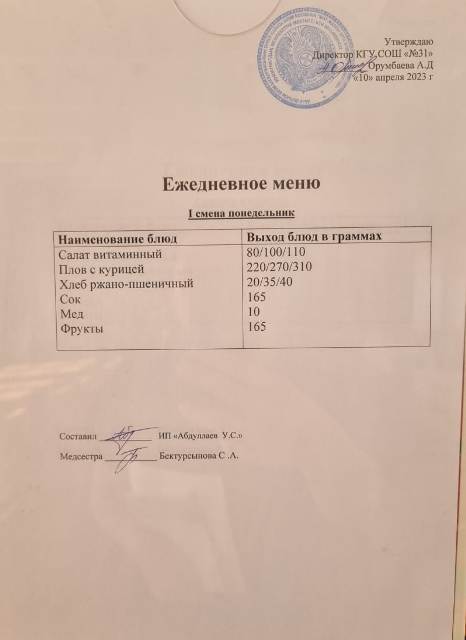 Утверждаю
Директор КГУ СОШ «№31»
Орумбаева А.Д
«10» апреля 2023 г
Ежедневное меню
I смена понедельник
Наименование блюд Выход блюд в граммах
Салат витаминный 80/100/110
Плов с курицей 220/270/310
Хлеб ржано-пшеничный 20/35/40
Сок 165
Мед 10
Фрукты 165
Составил ИП «Абдуллаев У.С.»
Медсестра Бектурсынова С .А.